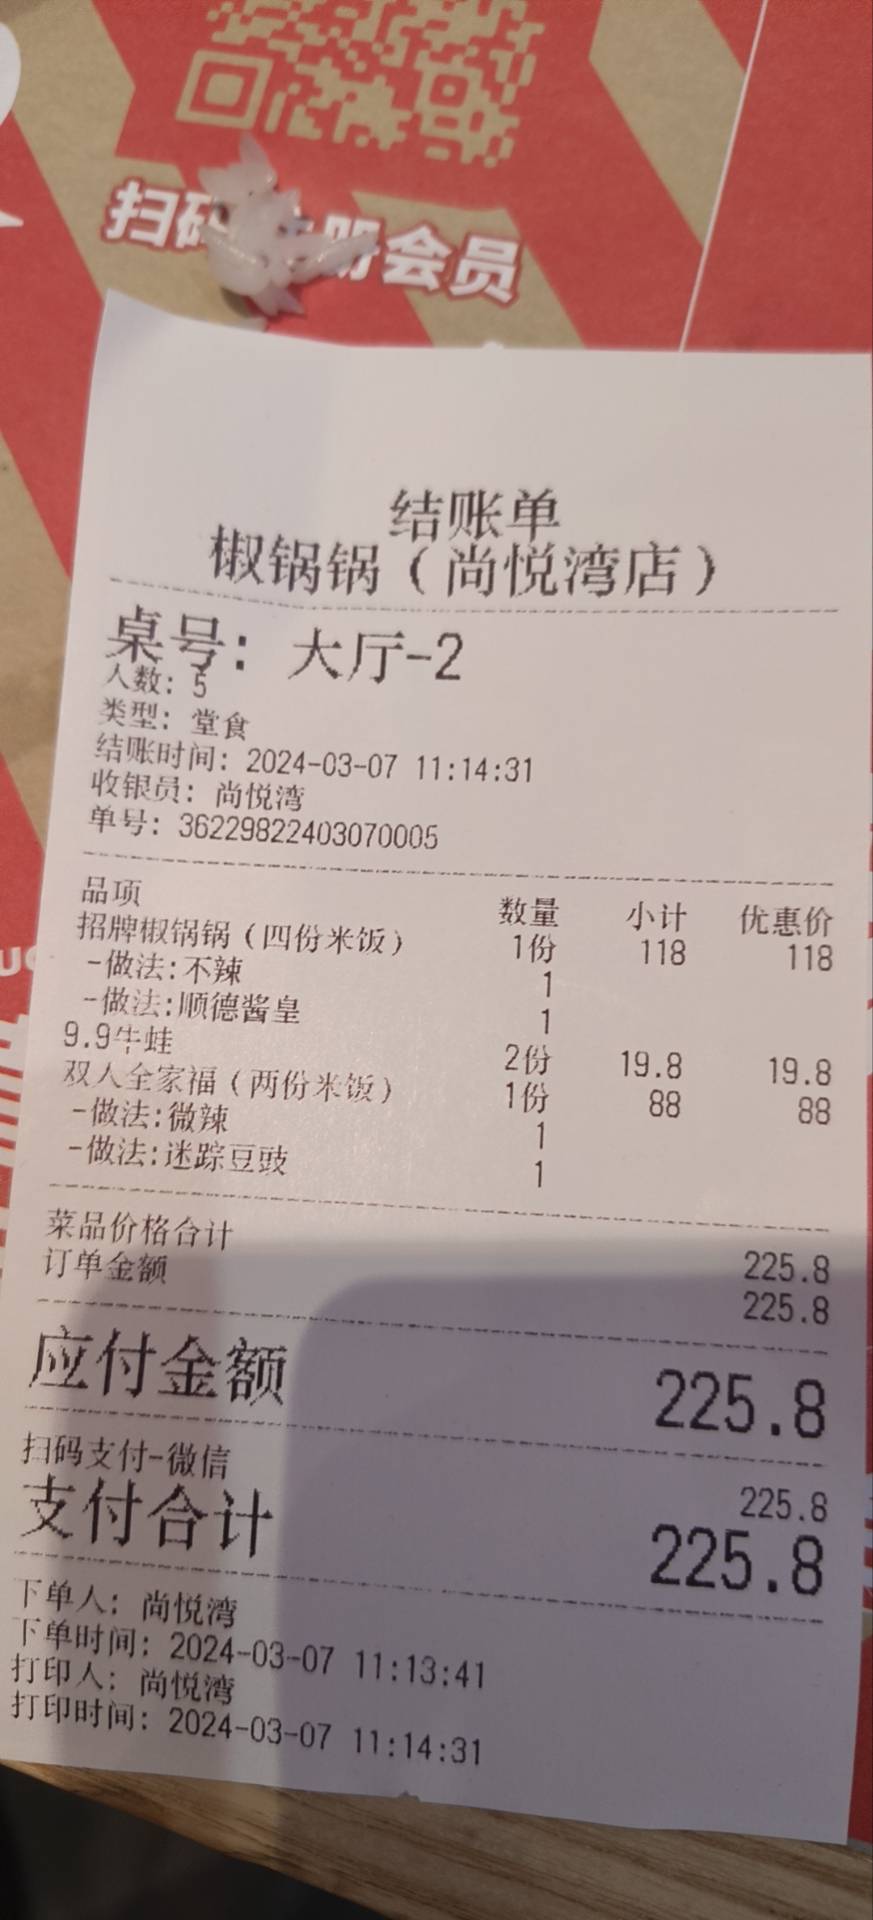 扫码注册会员
结账单
椒锅锅（尚悦湾店）
桌号：大厅-2
人数：5
类型：堂食
结账时间：2024-03-07 11:14:31
收银员：尚悦湾
单号：36229822403070005
品项 数量 小计 优惠价
招牌椒锅锅（四份米饭） 1份 118 118
-做法:不辣 1
-做法:顺德酱皇 1
9.9牛蛙 2份 19.8 19.8
双人全家福（两份米饭） 1份 88 88
-做法:微辣 1
-做法:迷踪豆豉 1
菜品价格合计 225.8
订单金额 225.8
应付金额 225.8
扫码支付-微信 225.8
支付合计 225.8
下单人：尚悦湾
下单时间：2024-03-07 11:13:41
打印人：尚悦湾
打印时间：2024-03-07 11:14:31